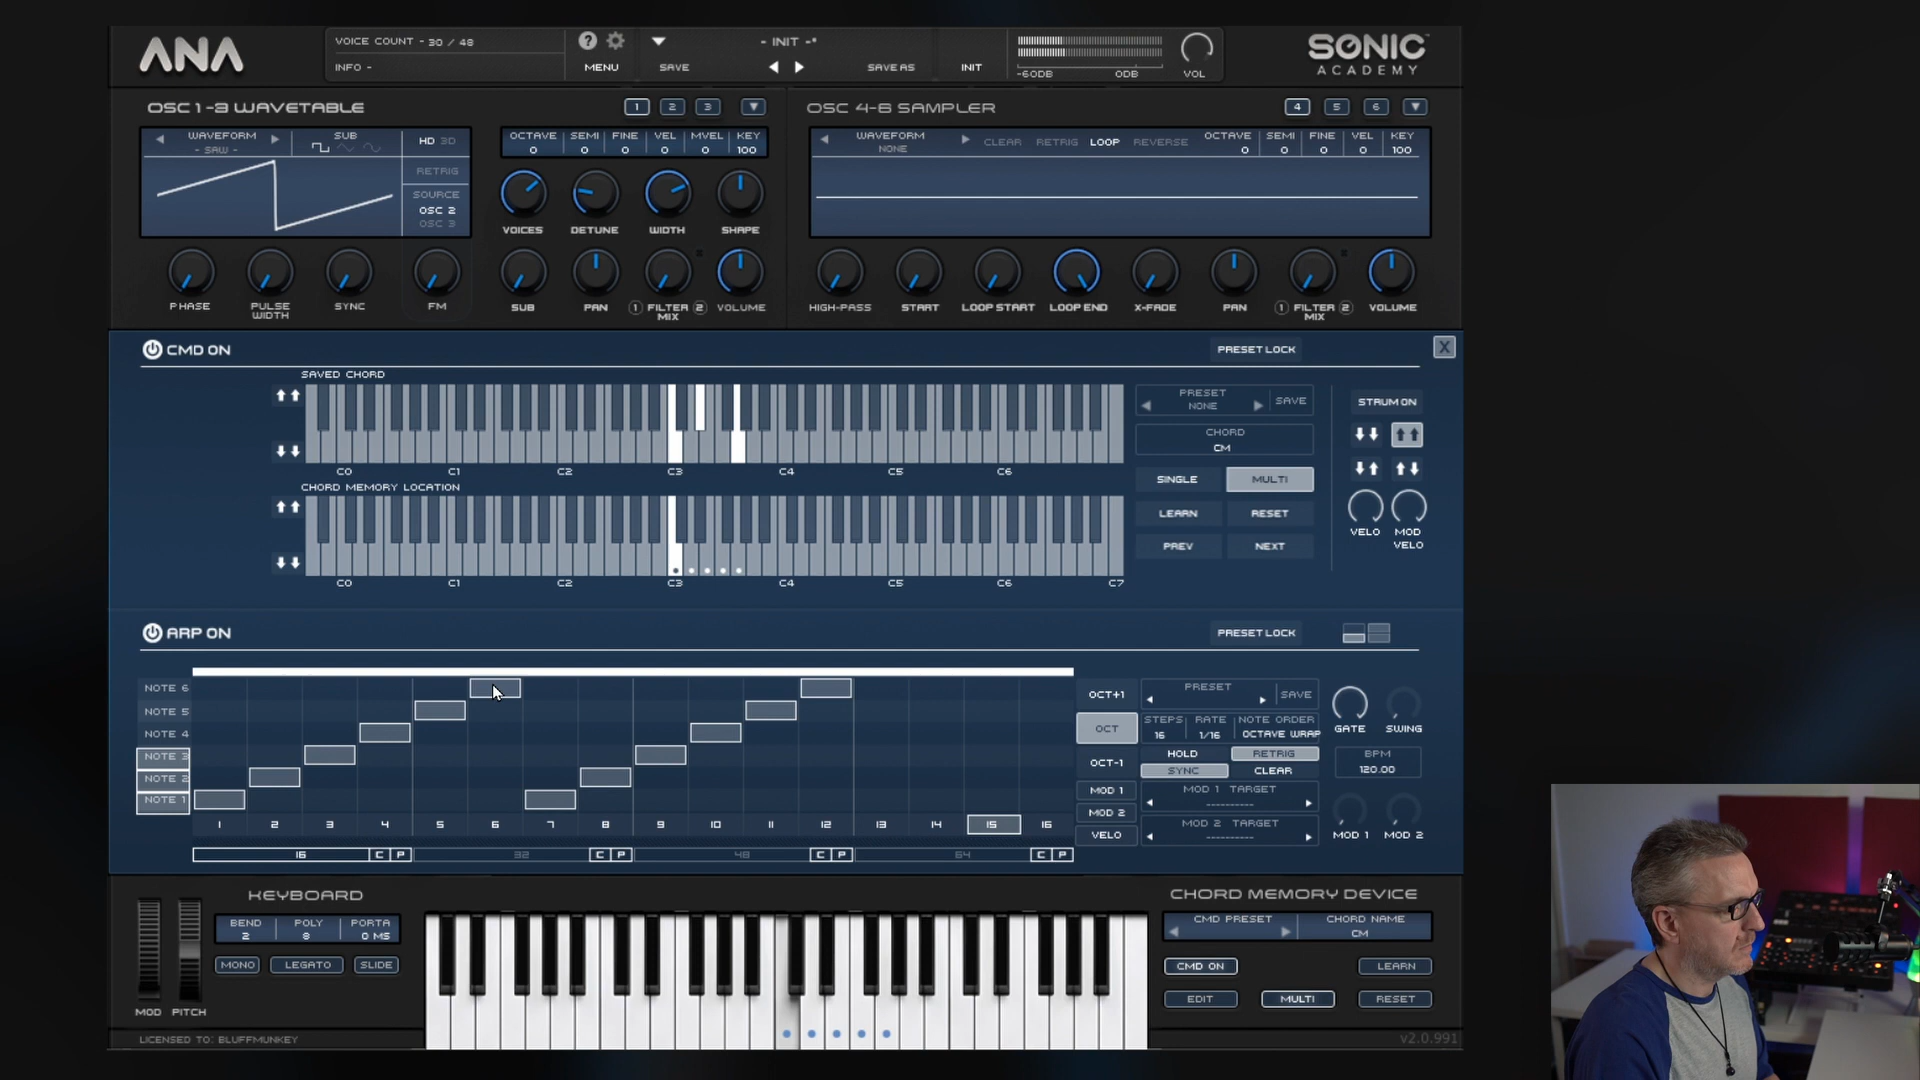 ANA
VOICE COUNT - 30 / 48
INFO -
?
MENU
SAVE
- INIT -*
SAVE AS
INIT
-60DB
0DB
VOL
SONIC
ACADEMY
OSC 1-3 WAVETABLE
1
2
3
OSC 4-6 SAMPLER
4
5
6
WAVEFORM
- SAW -
SUB
HD 3D
RETRIG
SOURCE
OSC 2
OSC 3
OCTAVE SEMI FINE VEL MVEL KEY
0 0 0 0 0 100
WAVEFORM
NONE
CLEAR RETRIG LOOP REVERSE
OCTAVE SEMI FINE VEL KEY
0 0 0 0 100
VOICES DETUNE WIDTH SHAPE
PHASE PULSE WIDTH SYNC FM
SUB PAN 1 FILTER MIX 2 VOLUME
HIGH-PASS START LOOP START LOOP END X-FADE PAN 1 FILTER MIX 2 VOLUME
CMD ON
PRESET LOCK
X
SAVED CHORD
C0 C1 C2 C3 C4 C5 C6
PRESET
NONE
SAVE
CHORD
CM
STRUM ON
SINGLE MULTI
LEARN RESET
PREV NEXT
VELO
MOD VELO
CHORD MEMORY LOCATION
C0 C1 C2 C3 C4 C5 C6 C7
ARP ON
PRESET LOCK
NOTE 6
NOTE 5
NOTE 4
NOTE 3
NOTE 2
NOTE 1
1 2 3 4 5 6 7 8 9 10 11 12 13 14 15 16
16 C P 32 C P 48 C P 64 C P
OCT+1
OCT
OCT-1
MOD 1
MOD 2
VELO
PRESET
SAVE
STEPS RATE NOTE ORDER
16 1/16 OCTAVE WRAP
HOLD RETRIG
SYNC CLEAR
MOD 1 TARGET
----------
MOD 2 TARGET
----------
GATE SWING
BPM
120.00
MOD 1 MOD 2
KEYBOARD
BEND POLY PORTA
2 8 0 MS
MONO LEGATO SLIDE
MOD PITCH
CHORD MEMORY DEVICE
CMD PRESET
CHORD NAME
CM
CMD ON LEARN
EDIT MULTI RESET
LICENSED TO: BLUFFMUNKEY
v2.0.991